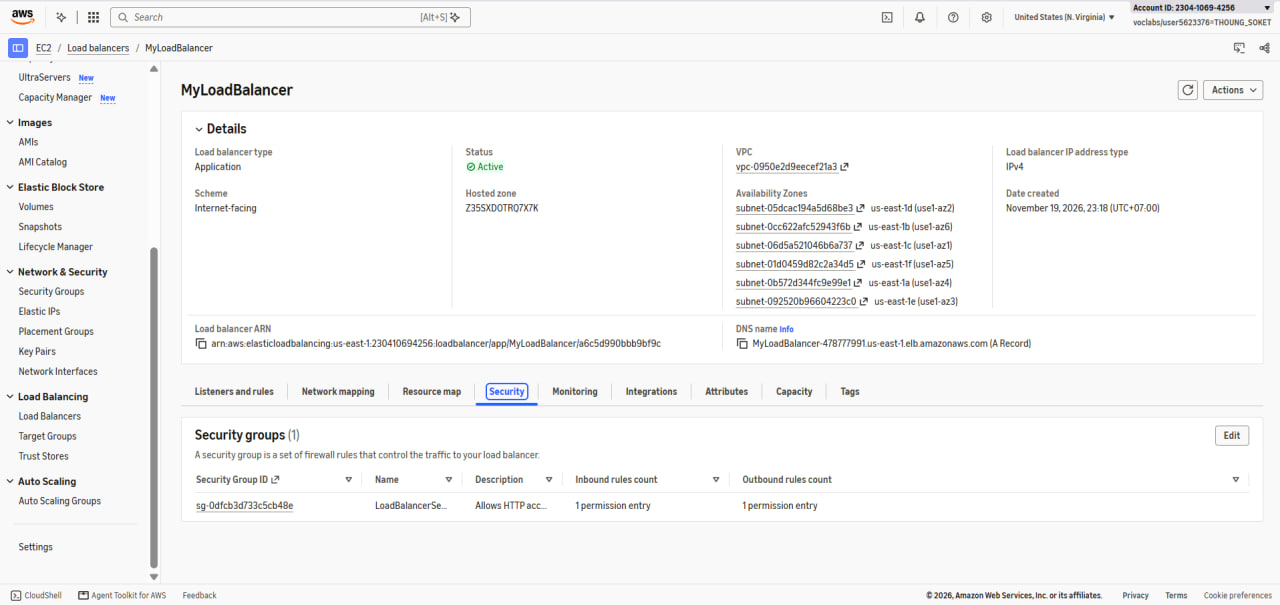 aws
Search [Alt+S]
United States (N. Virginia)
Account ID: 2304-1069-4256
voclabs/user5623376=THOUNG_SOKET
EC2 / Load balancers / MyLoadBalancer
UltraServers New
Capacity Manager New
Images
AMIs
AMI Catalog
Elastic Block Store
Volumes
Snapshots
Lifecycle Manager
Network & Security
Security Groups
Elastic IPs
Placement Groups
Key Pairs
Network Interfaces
Load Balancing
Load Balancers
Target Groups
Trust Stores
Auto Scaling
Auto Scaling Groups
Settings
MyLoadBalancer
Actions
Details
Load balancer type
Application
Scheme
Internet-facing
Status
Active
Hosted zone
Z35SXDOTRQ7X7K
VPC
vpc-0950e2d9eecef21a3
Availability Zones
subnet-05dcac194a5d68be3 us-east-1d (use1-az2)
subnet-0cc622afc52943f6b us-east-1b (use1-az6)
subnet-06d5a521046b6a737 us-east-1c (use1-az1)
subnet-01d0459d82c2a34d5 us-east-1f (use1-az5)
subnet-0b572d344fc9e99e1 us-east-1a (use1-az4)
subnet-092520b96604223c0 us-east-1e (use1-az3)
Load balancer IP address type
IPv4
Date created
November 19, 2026, 23:18 (UTC+07:00)
Load balancer ARN
arn:aws:elasticloadbalancing:us-east-1:230410694256:loadbalancer/app/MyLoadBalancer/a6c5d990bbb9bf9c
DNS name Info
MyLoadBalancer-478777991.us-east-1.elb.amazonaws.com (A Record)
Listeners and rules Network mapping Resource map Security Monitoring Integrations Attributes Capacity Tags
Security groups (1)
Edit
A security group is a set of firewall rules that control the traffic to your load balancer.
Security Group ID Name Description Inbound rules count Outbound rules count
sg-0dfcb3d733c5cb48e LoadBalancerSe... Allows HTTP acc... 1 permission entry 1 permission entry
CloudShell Agent Toolkit for AWS Feedback
© 2026, Amazon Web Services, Inc. or its affiliates. Privacy Terms Cookie preferences